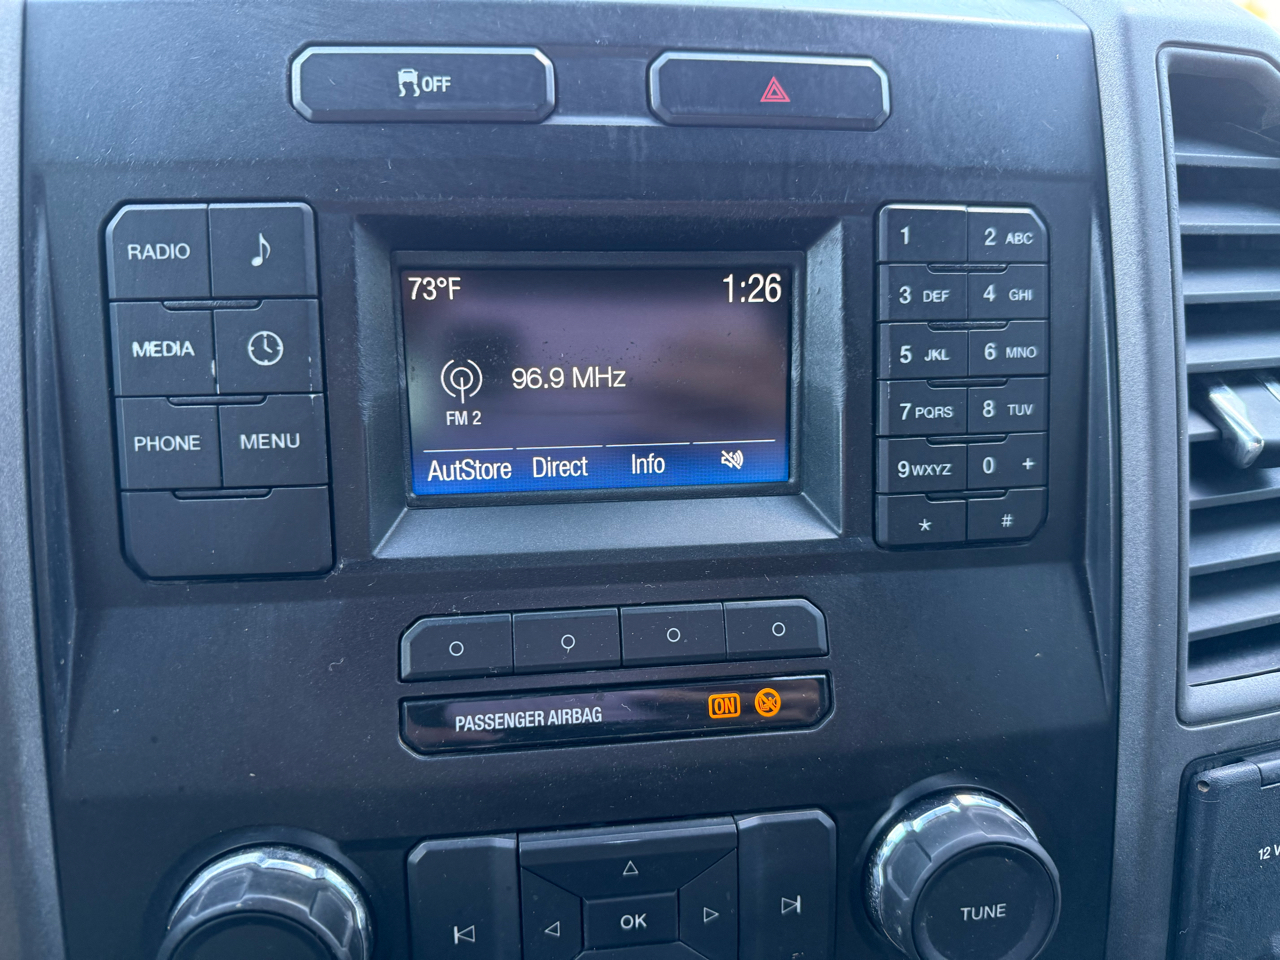 OFF
RADIO
MEDIA
PHONE MENU
73°F 1:26
96.9 MHz
FM 2
AutStore Direct Info
1 2 ABC
3 DEF 4 GHI
5 JKL 6 MNO
7 PQRS 8 TUV
9 WXYZ 0 +
* #
PASSENGER AIRBAG ON
OK
TUNE
12